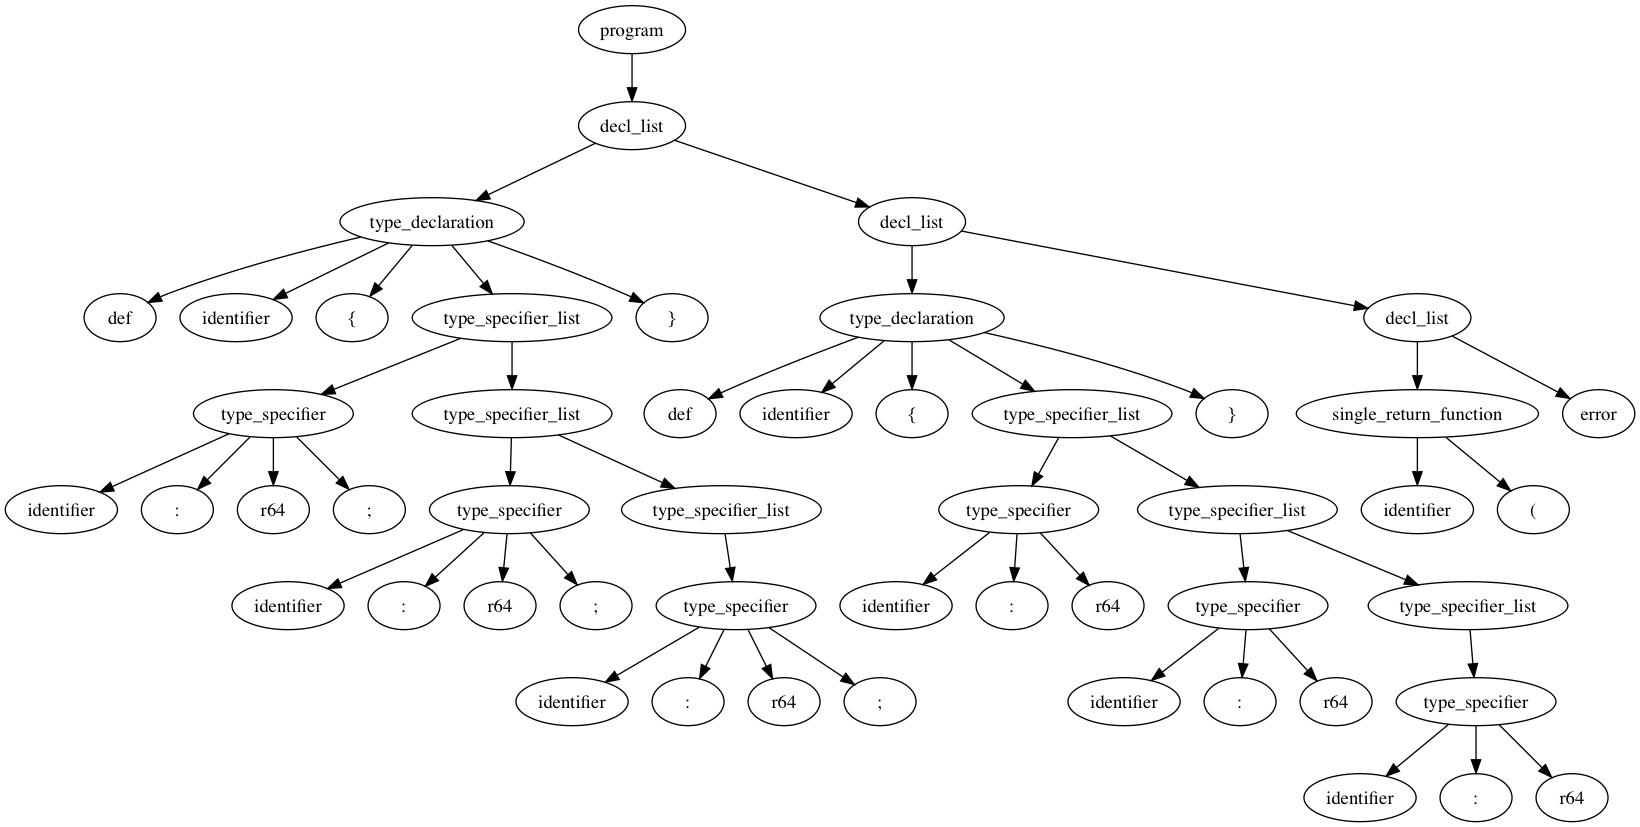 program
decl_list
type_declaration
decl_list
def
identifier
{
type_specifier_list
}
type_declaration
decl_list
type_specifier
type_specifier_list
def
identifier
{
type_specifier_list
}
single_return_function
error
identifier
:
r64
;
type_specifier
type_specifier_list
type_specifier
type_specifier_list
identifier
(
identifier
:
r64
;
type_specifier
identifier
:
r64
type_specifier
type_specifier_list
identifier
:
r64
;
identifier
:
r64
type_specifier
identifier
:
r64